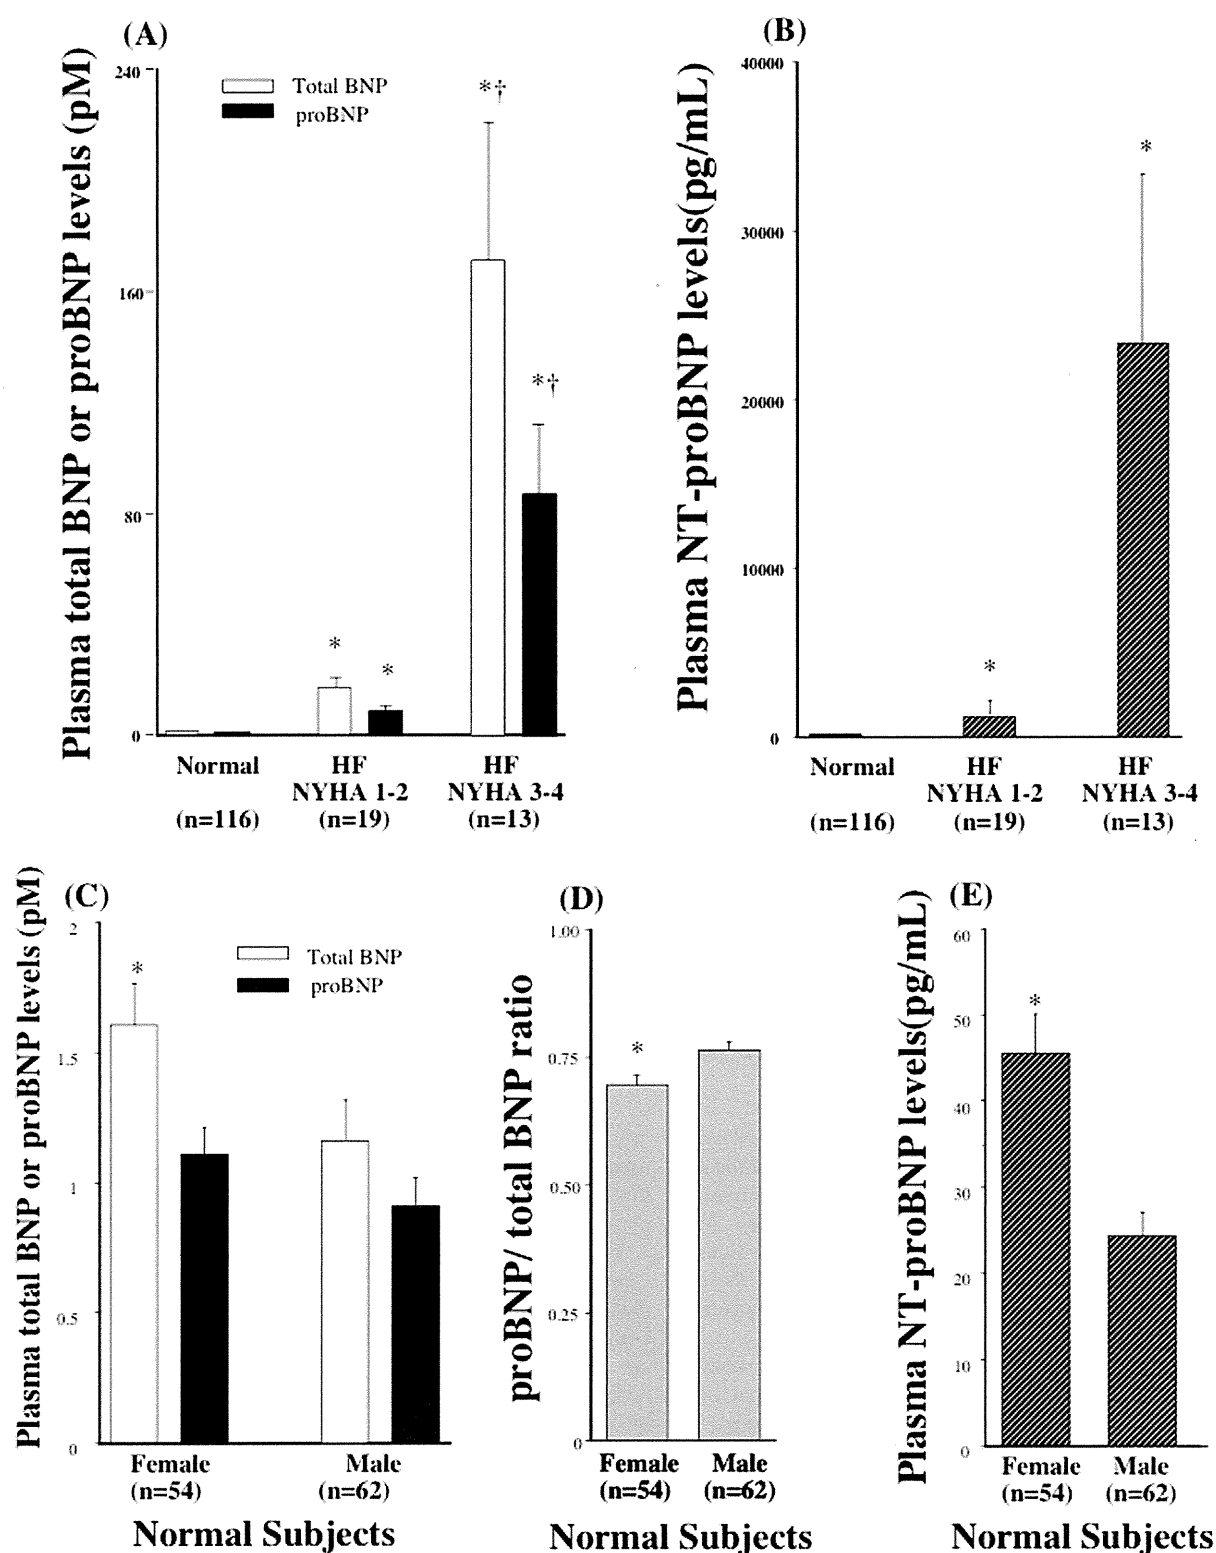 (A)
Plasma total BNP or proBNP levels (pM)
240
160
80
0
Total BNP
proBNP
*†
*†
*
*
Normal
(n=116)
HF
NYHA 1-2
(n=19)
HF
NYHA 3-4
(n=13)
(B)
Plasma NT-proBNP levels(pg/mL)
40000
30000
20000
10000
0
*
*
Normal
(n=116)
HF
NYHA 1-2
(n=19)
HF
NYHA 3-4
(n=13)
(C)
Plasma total BNP or proBNP levels (pM)
2
1.5
1
0.5
0
Total BNP
proBNP
*
Female
(n=54)
Male
(n=62)
Normal Subjects
(D)
proBNP/ total BNP ratio
1.00
0.75
0.50
0.25
0
*
Female
(n=54)
Male
(n=62)
Normal Subjects
(E)
Plasma NT-proBNP levels(pg/mL)
60
50
40
30
20
10
0
*
Female
(n=54)
Male
(n=62)
Normal Subjects